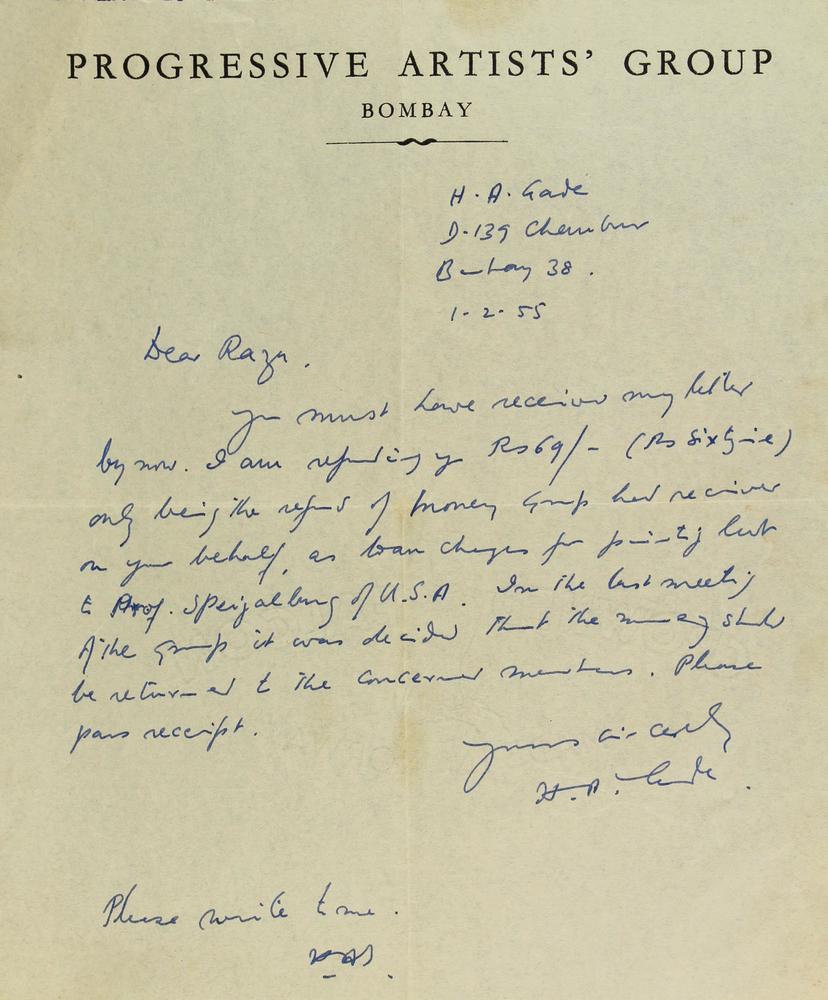 PROGRESSIVE ARTISTS' GROUP
BOMBAY
H. A. Gade
D-139 Chembur
Bombay 38.
1-2-55
Dear Raza.
You must have received my letter
by now. I am refunding you Rs 69/- (Rs Sixty nine)
only being the refund of money Group had received
on your behalf, as loan charges for painting lent
to Prof. Speigalburg of U.S.A. In the last meeting
of the group it was decided that the money should
be returned to the concerned members. Please
pass receipt.
Yours sincerely
H. A. Gade.
Please write to me.